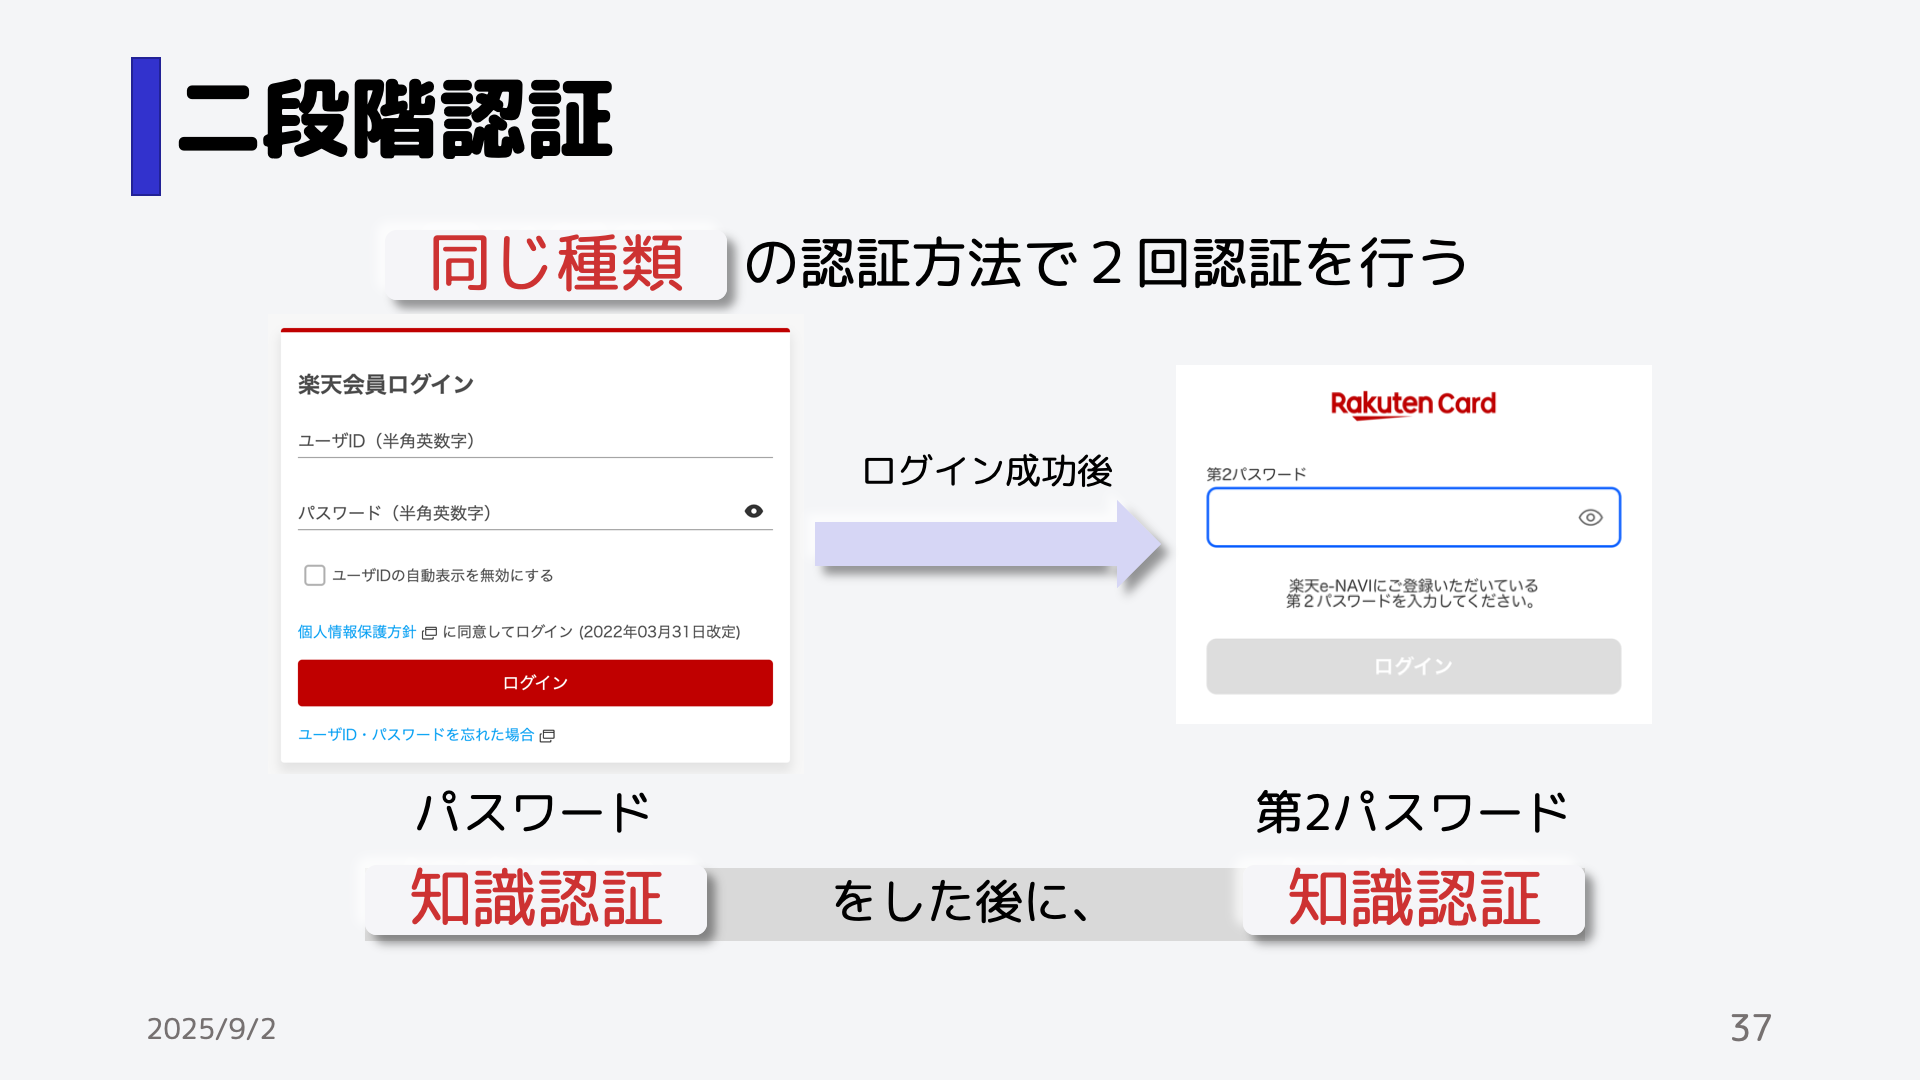 二段階認証
同じ種類の認証方法で２回認証を行う
楽天会員ログイン
ユーザID（半角英数字）
パスワード（半角英数字）
ユーザIDの自動表示を無効にする
個人情報保護方針 に同意してログイン (2022年03月31日改定)
ログイン
ユーザID・パスワードを忘れた場合
ログイン成功後
Rakuten Card
第2パスワード
楽天e-NAVIにご登録いただいている
第２パスワードを入力してください。
ログイン
パスワード
第2パスワード
知識認証 をした後に、 知識認証
2025/9/2
37